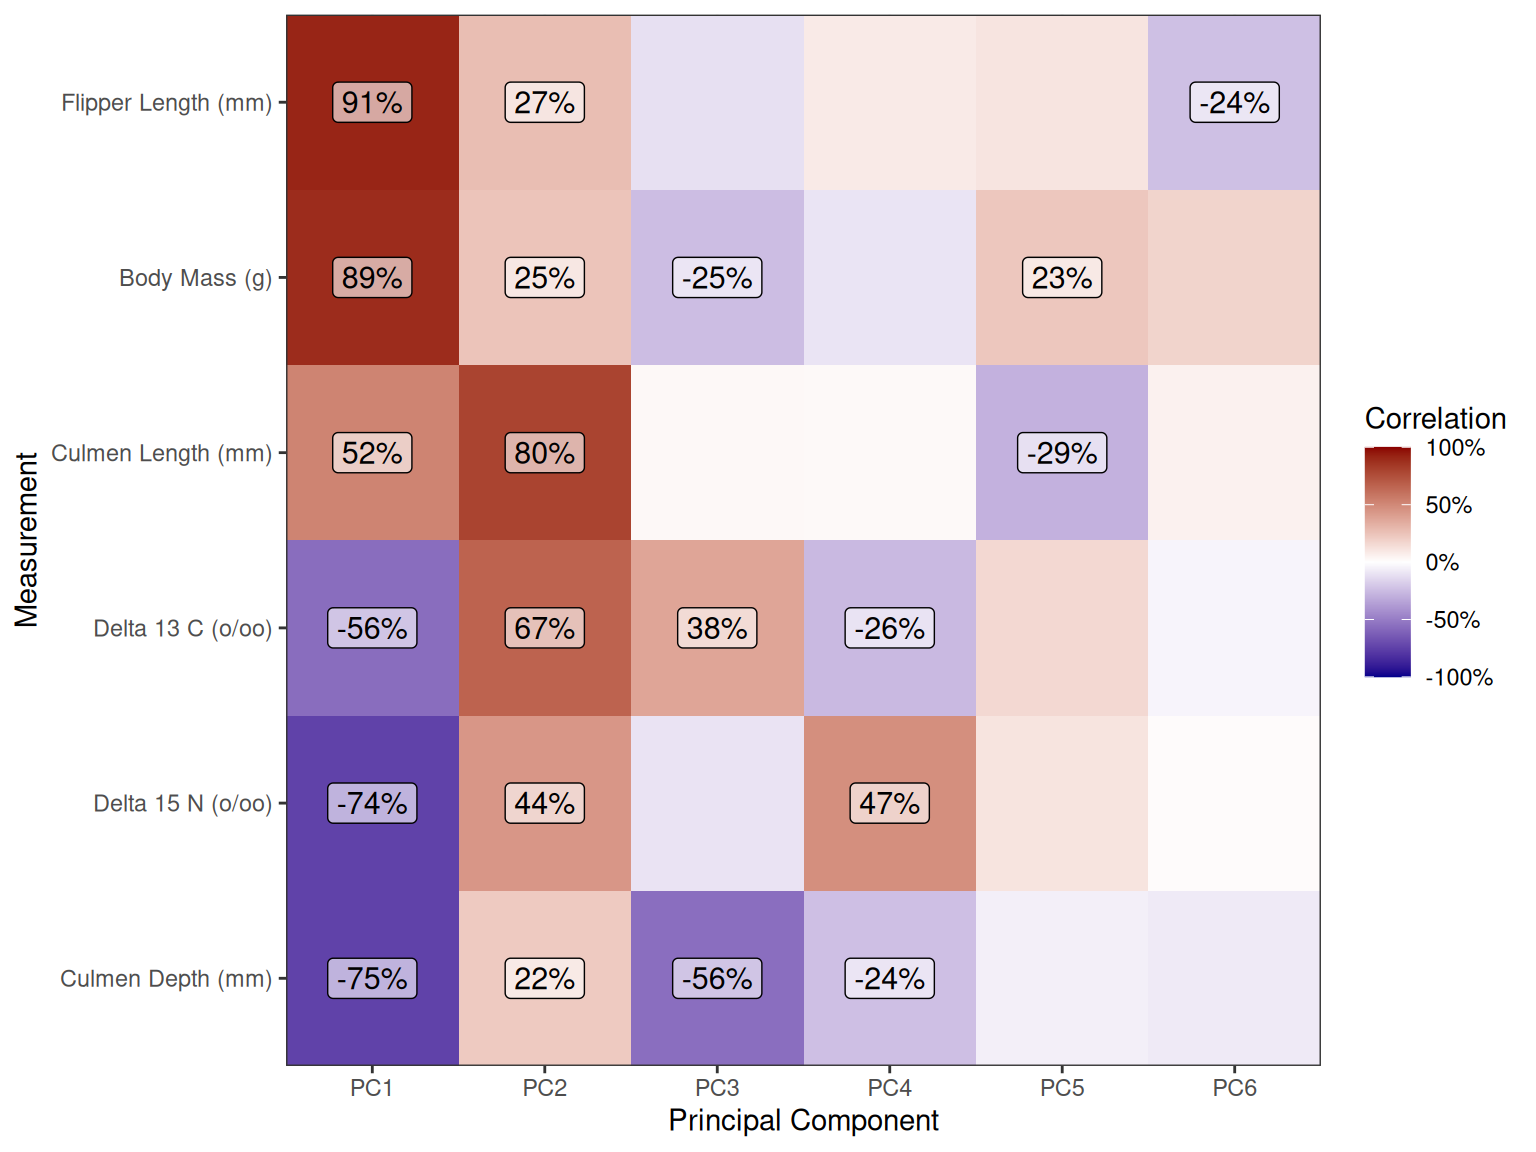 Flipper Length (mm)
91%
27%
-24%
Body Mass (g)
89%
25%
-25%
23%
Culmen Length (mm)
52%
80%
-29%
Delta 13 C (o/oo)
-56%
67%
38%
-26%
Delta 15 N (o/oo)
-74%
44%
47%
Culmen Depth (mm)
-75%
22%
-56%
-24%
Measurement
PC1
PC2
PC3
PC4
PC5
PC6
Principal Component
Correlation
100%
50%
0%
-50%
-100%